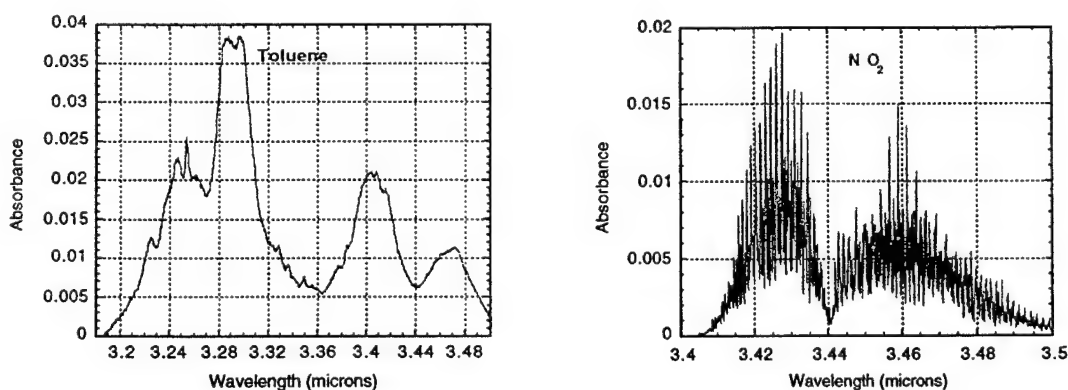 0.04
0.035
0.03
0.025
0.02
0.015
0.01
0.005
0
Absorbance
Toluene
3.2 3.24 3.28 3.32 3.36 3.4 3.44 3.48
Wavelength (microns)
0.02
0.015
0.01
0.005
0
Absorbance
N O2
3.4 3.42 3.44 3.46 3.48 3.5
Wavelength (microns)